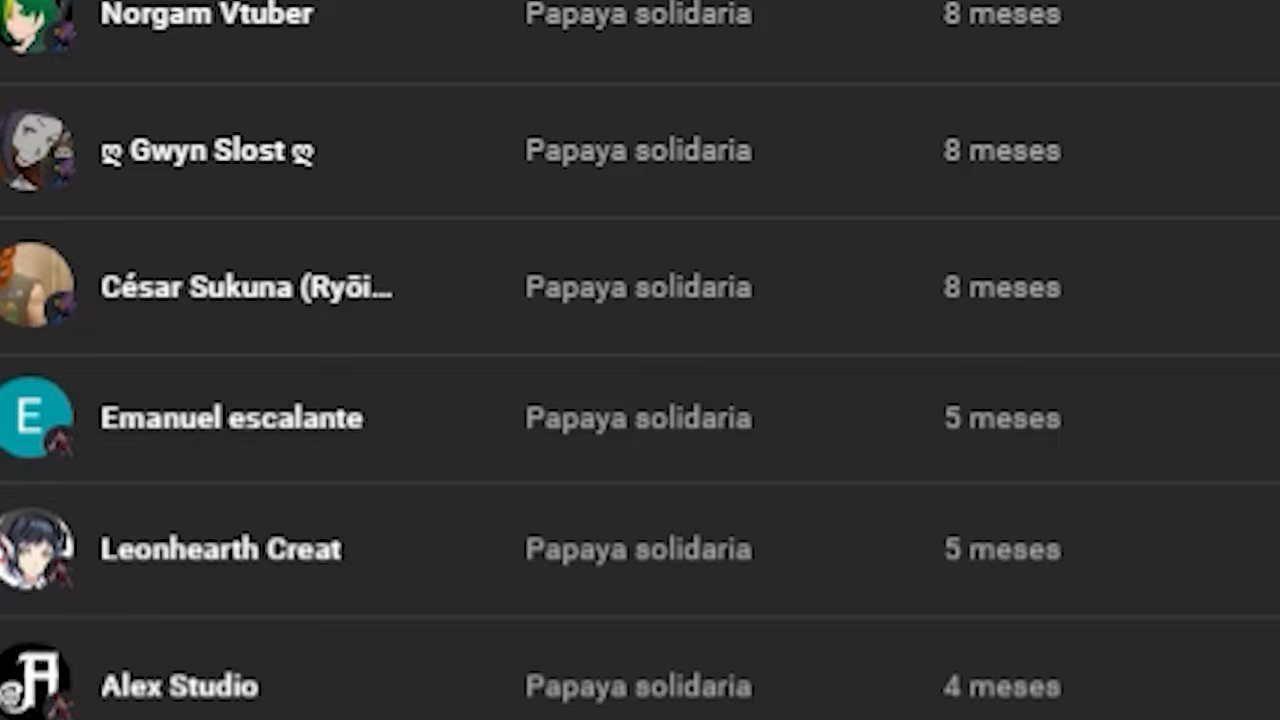 Norgam Vtuber Papaya solidaria 8 meses
ღ Gwyn Slost ღ Papaya solidaria 8 meses
César Sukuna (Ryōi... Papaya solidaria 8 meses
E Emanuel escalante Papaya solidaria 5 meses
Leonhearth Creat Papaya solidaria 5 meses
@A Alex Studio Papaya solidaria 4 meses